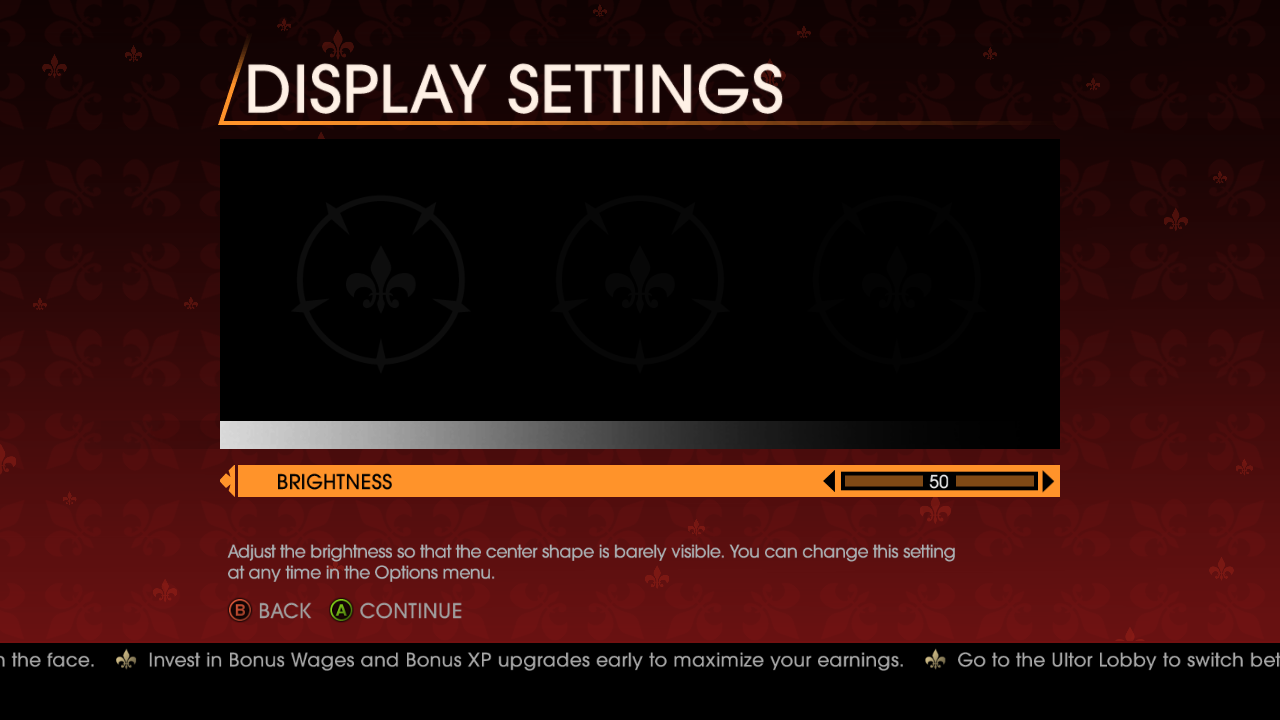 DISPLAY SETTINGS
BRIGHTNESS
50
Adjust the brightness so that the center shape is barely visible. You can change this setting
at any time in the Options menu.
B BACK A CONTINUE
the face. Invest in Bonus Wages and Bonus XP upgrades early to maximize your earnings. Go to the Ultor Lobby to switch bet